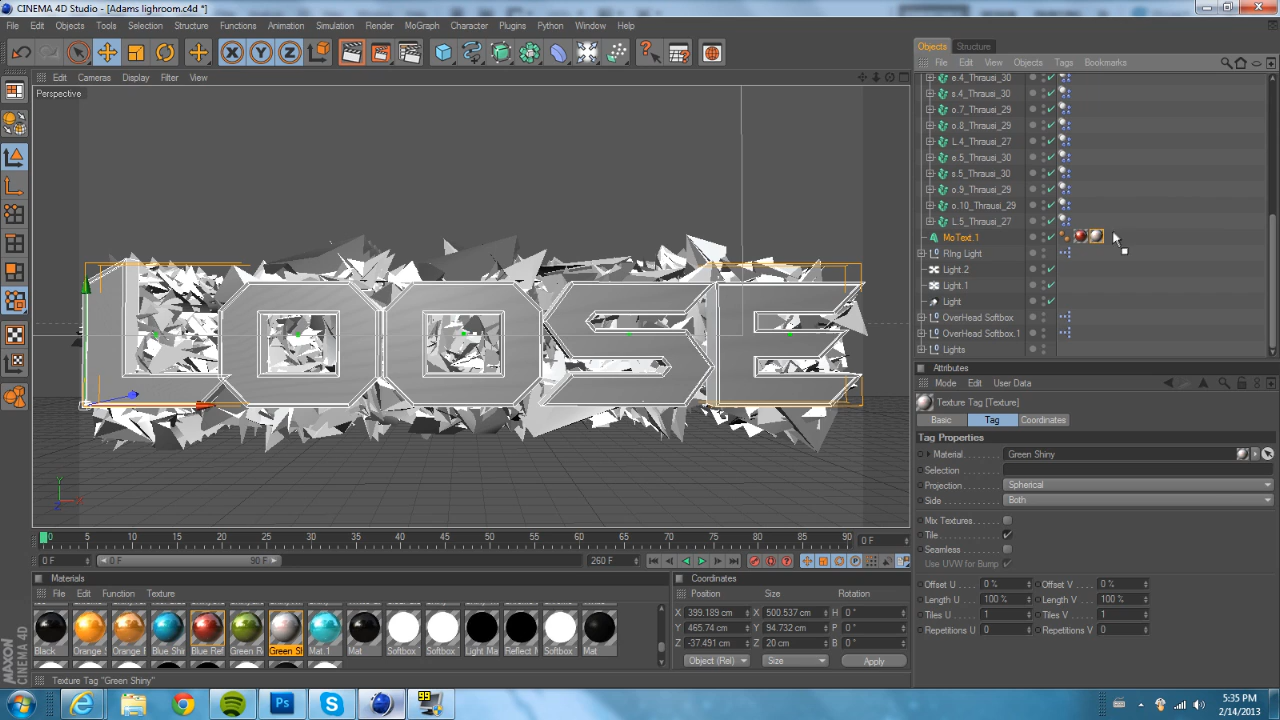 CINEMA 4D Studio - [Adams lighroom.c4d *]
File Edit Objects Tools Selection Structure Functions Animation Simulation Render MoGraph Character Plugins Python Window Help
X Y Z
Edit Cameras Display Filter View
Perspective
LOOSE
Y
0 5 10 15 20 25 30 35 40 45 50 55 60 65 70 75 80 85 90 0 F
0 F 0 F 90 F 260 F
Materials
File Edit Function Texture
Black Orange S Orange F Blue Shir Blue Ref Green Ra Green Sh Mat.1 Mat Softbox Softbox Light Ma Reflect M Softbox Mat
Coordinates
Position Size Rotation
X 399.189 cm X 500.537 cm H 0 °
Y 465.74 cm Y 94.732 cm P 0 °
Z -37.491 cm Z 20 cm B 0 °
Object (Rel) Size Apply
MAXON CINEMA 4D
Texture Tag "Green Shiny"
Objects Structure
File Edit View Objects Tags Bookmarks
e.4_Thrausi_30
s.4_Thrausi_30
o.7_Thrausi_29
o.8_Thrausi_29
L.4_Thrausi_27
e.5_Thrausi_30
s.5_Thrausi_30
o.9_Thrausi_29
o.10_Thrausi_29
L.5_Thrausi_27
MoText.1
RIng Light
Light.2
Light.1
Light
OverHead Softbox
OverHead Softbox.1
Lights
Attributes
Mode Edit User Data
Texture Tag [Texture]
Basic Tag Coordinates
Tag Properties
Material Green Shiny
Selection
Projection Spherical
Side Both
Mix Textures
Tile
Seamless
Use UVW for Bump
Offset U 0 % Offset V 0 %
Length U 100 % Length V 100 %
Tiles U 1 Tiles V 1
Repetitions U 0 Repetitions V 0
Ps
99
5:35 PM
2/14/2013